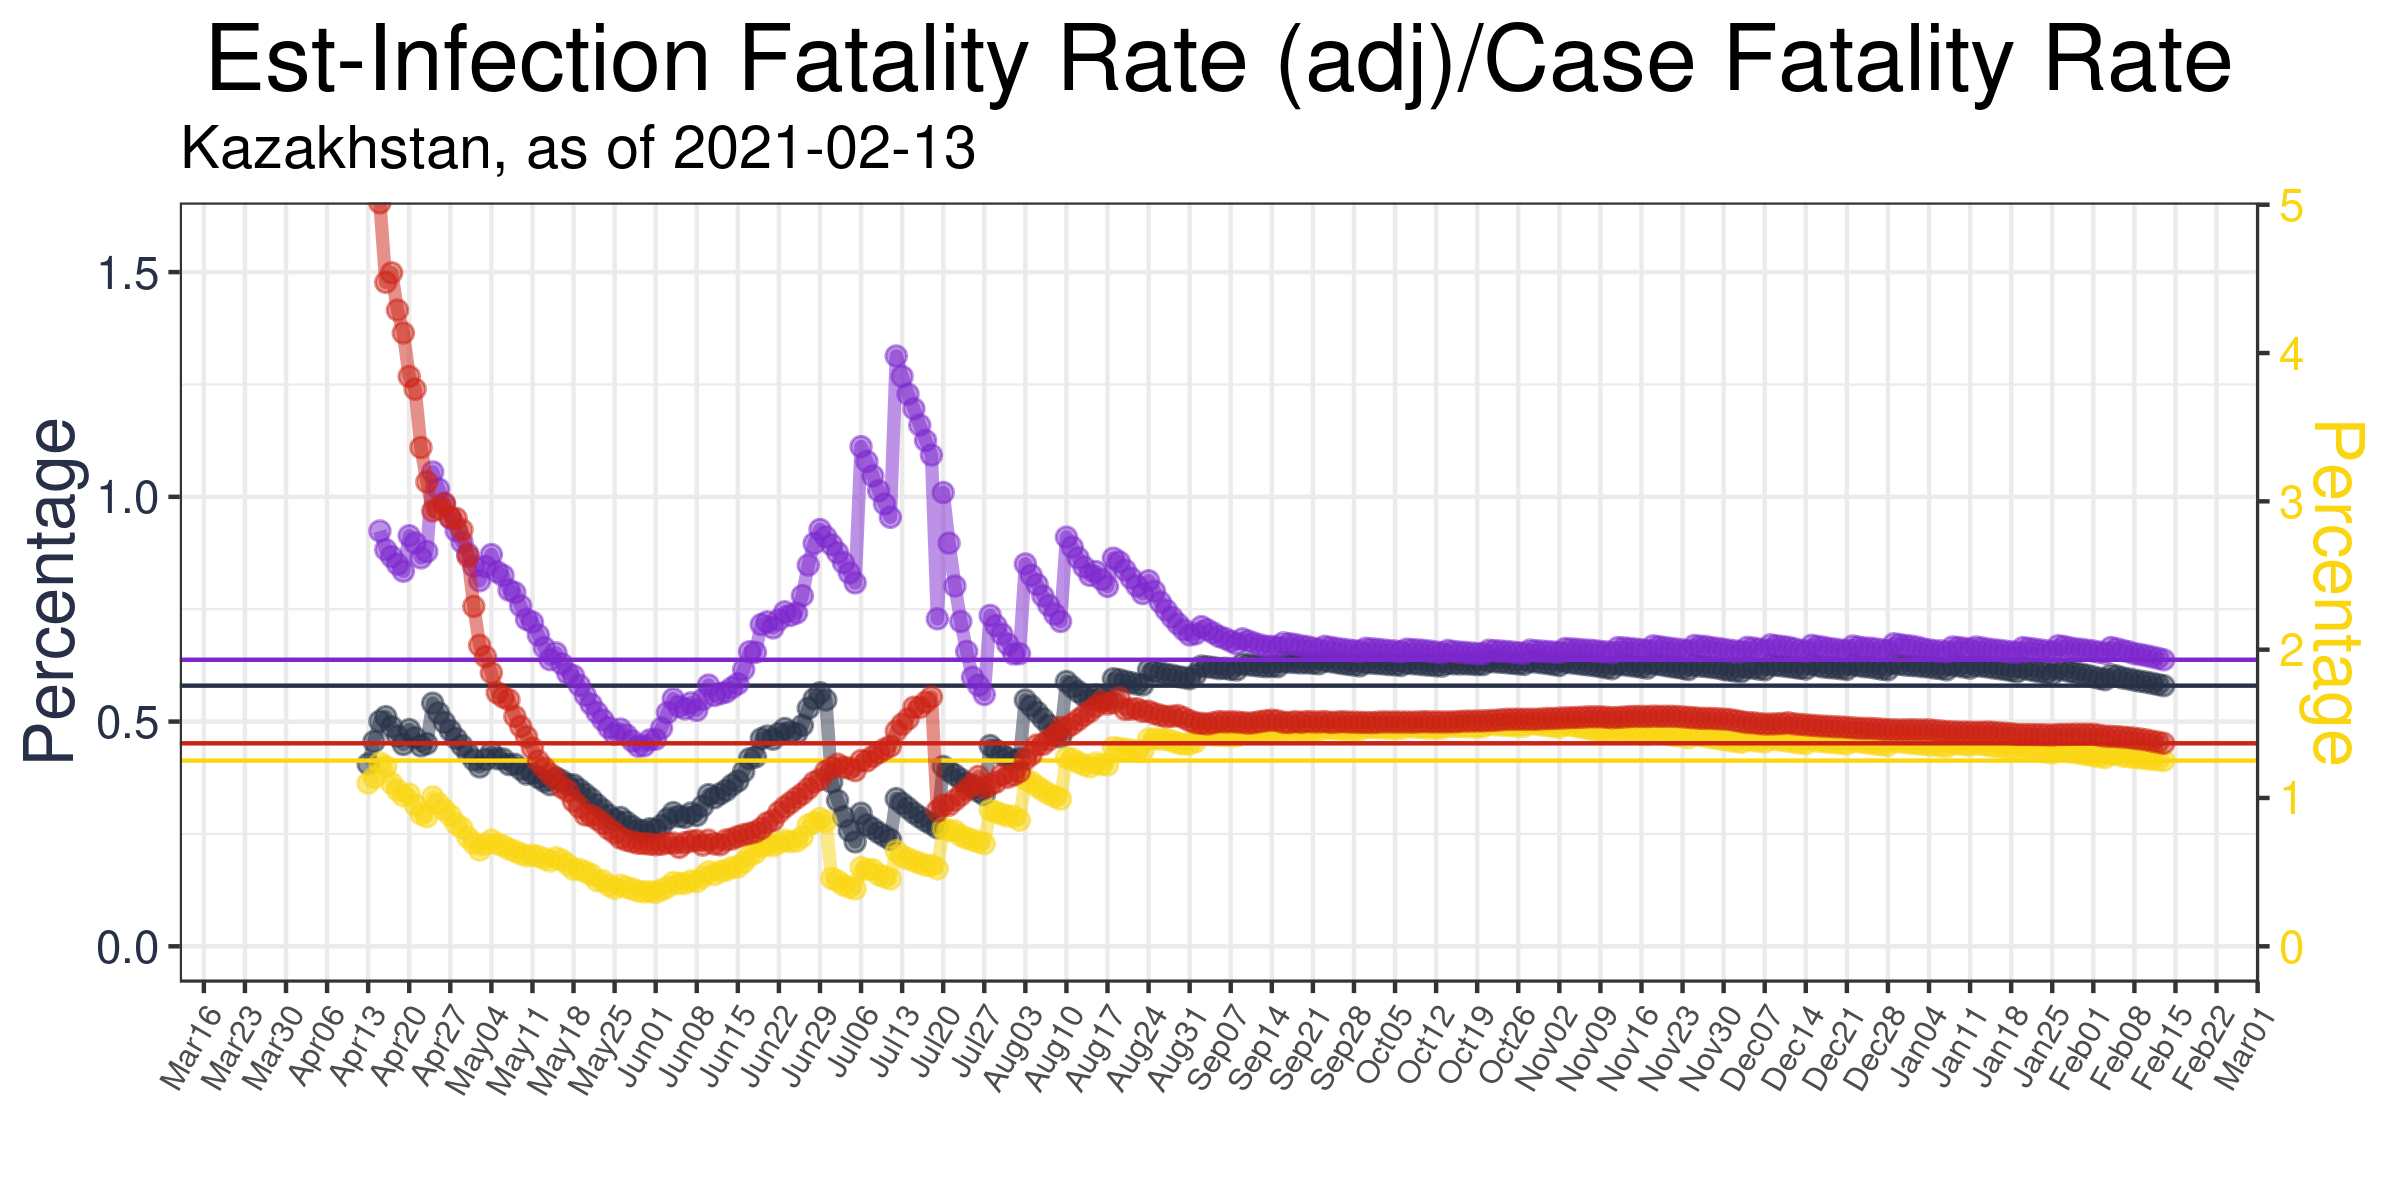 Est-Infection Fatality Rate (adj)/Case Fatality Rate
Kazakhstan, as of 2021-02-13
Percentage
1.5
1.0
0.5
0.0
5
4
3
2
1
0
Percentage
Mar16
Mar23
Mar30
Apr06
Apr13
Apr20
Apr27
May04
May11
May18
May25
Jun01
Jun08
Jun15
Jun22
Jun29
Jul06
Jul13
Jul20
Jul27
Aug03
Aug10
Aug17
Aug24
Aug31
Sep07
Sep14
Sep21
Sep28
Oct05
Oct12
Oct19
Oct26
Nov02
Nov09
Nov16
Nov23
Nov30
Dec07
Dec14
Dec21
Dec28
Jan04
Jan11
Jan18
Jan25
Feb01
Feb08
Feb15
Feb22
Mar01